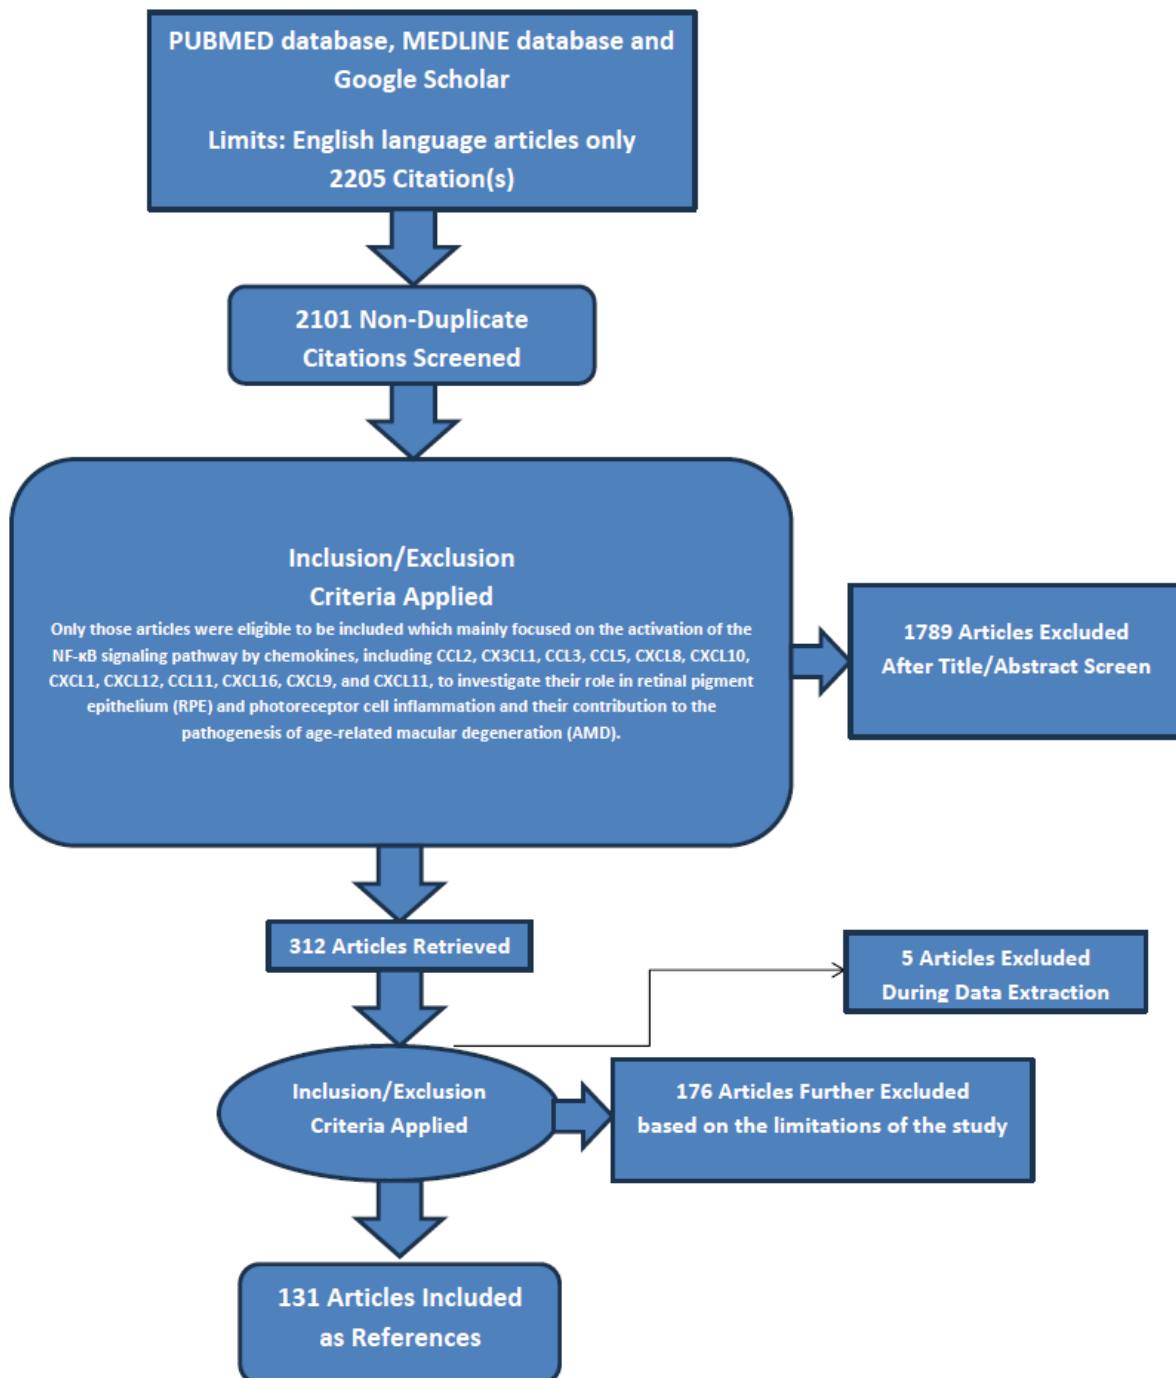 PUBMED database, MEDLINE database and
Google Scholar
Limits: English language articles only
2205 Citation(s)
2101 Non-Duplicate
Citations Screened
Inclusion/Exclusion
Criteria Applied
Only those articles were eligible to be included which mainly focused on the activation of the
NF-κB signaling pathway by chemokines, including CCL2, CX3CL1, CCL3, CCL5, CXCL8, CXCL10,
CXCL1, CXCL12, CCL11, CXCL16, CXCL9, and CXCL11, to investigate their role in retinal pigment
epithelium (RPE) and photoreceptor cell inflammation and their contribution to the
pathogenesis of age-related macular degeneration (AMD).
1789 Articles Excluded
After Title/Abstract Screen
312 Articles Retrieved
5 Articles Excluded
During Data Extraction
Inclusion/Exclusion
Criteria Applied
176 Articles Further Excluded
based on the limitations of the study
131 Articles Included
as References